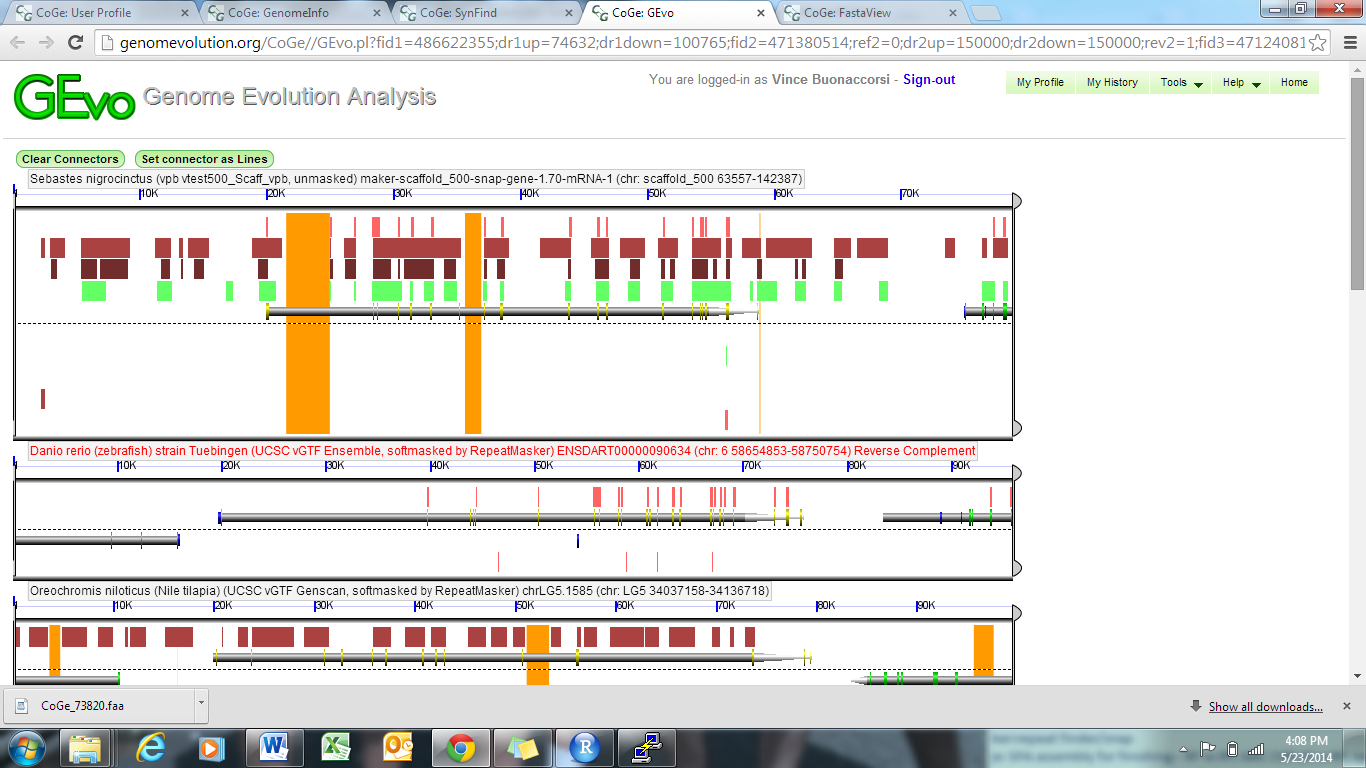 CoGe: User Profile
CoGe: GenomeInfo
CoGe: SynFind
CoGe: GEvo
CoGe: FastaView
genomevolution.org/CoGe//GEvo.pl?fid1=486622355;dr1up=74632;dr1down=100765;fid2=471380514;ref2=0;dr2up=150000;dr2down=150000;rev2=1;fid3=47124081
GEvo Genome Evolution Analysis
You are logged-in as Vince Buonaccorsi - Sign-out
My Profile My History Tools Help Home
Clear Connectors Set connector as Lines
Sebastes nigrocinctus (vpb vtest500_Scaff_vpb, unmasked) maker-scaffold_500-snap-gene-1.70-mRNA-1 (chr: scaffold_500 63557-142387)
10K 20K 30K 40K 50K 60K 70K
Danio rerio (zebrafish) strain Tuebingen (UCSC vGTF Ensemble, softmasked by RepeatMasker) ENSDART00000090634 (chr: 6 58654853-58750754) Reverse Complement
10K 20K 30K 40K 50K 60K 70K 80K 90K
Oreochromis niloticus (Nile tilapia) (UCSC vGTF Genscan, softmasked by RepeatMasker) chrLG5.1585 (chr: LG5 34037158-34136718)
10K 20K 30K 40K 50K 60K 70K 80K 90K
CoGe_73820.faa
Show all downloads...
4:08 PM
5/23/2014